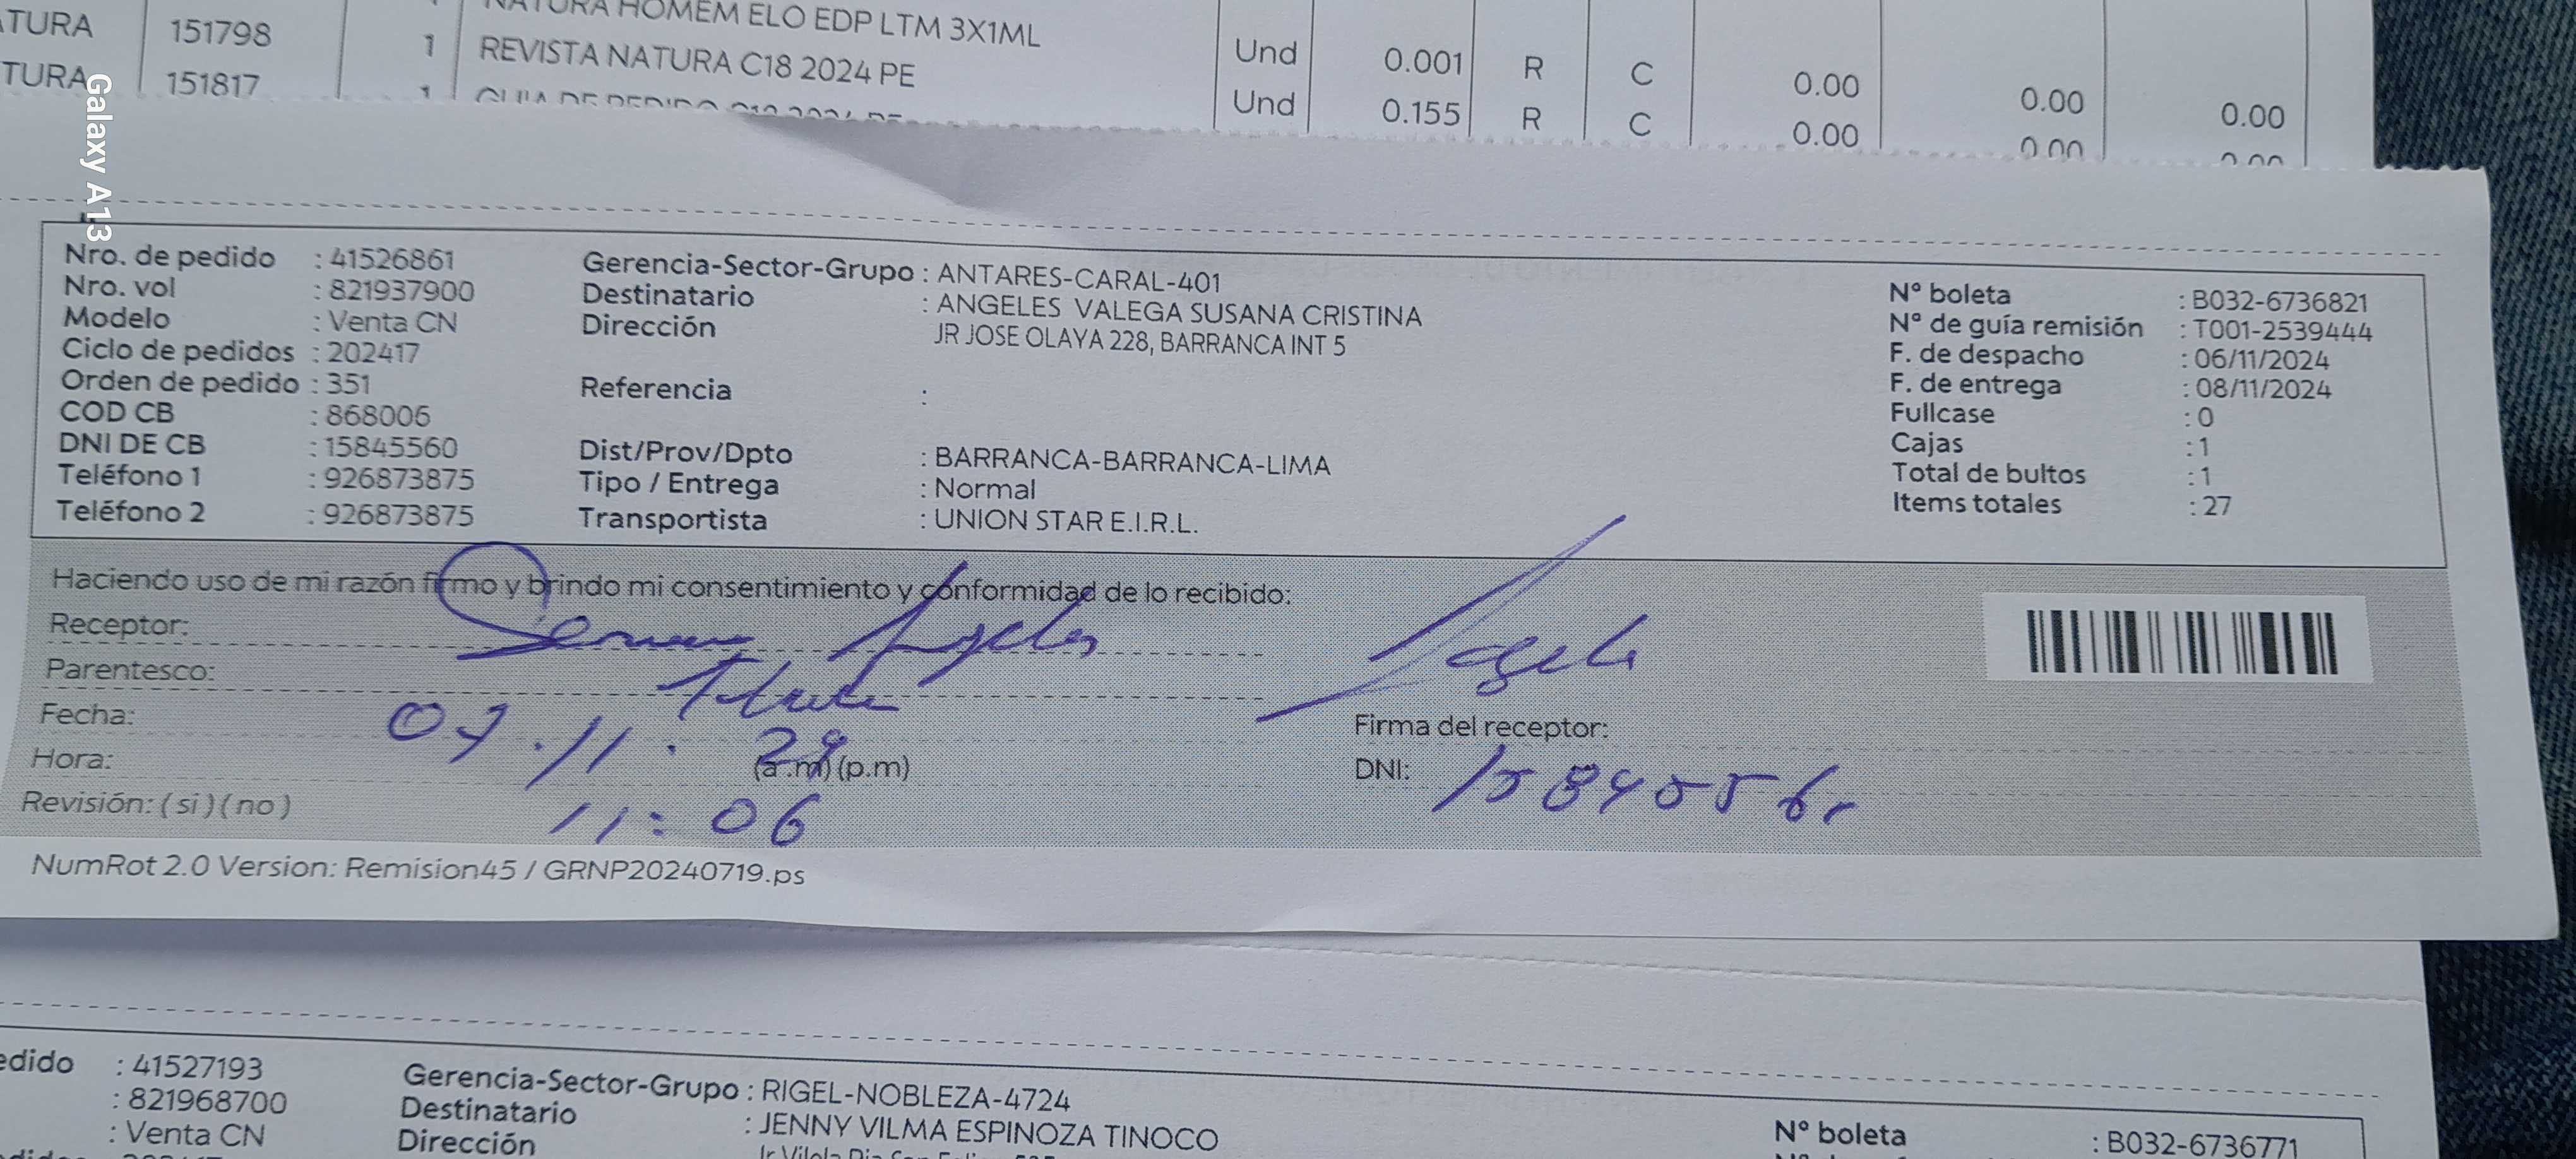 NATURA HOMEM ELO EDP LTM 3X1ML
ATURA 151798 1 REVISTA NATURA C18 2024 PE Und 0.001 R C 0.00 0.00 0.00
TURA 151817 1 Und 0.155 R C 0.00 0.00 0.00
Galaxy A13
Nro. de pedido : 41526861 Gerencia-Sector-Grupo : ANTARES-CARAL-401 Nº boleta : B032-6736821
Nro. vol : 821937900 Destinatario : ANGELES VALEGA SUSANA CRISTINA Nº de guía remisión : T001-2539444
Modelo : Venta CN Dirección JR JOSE OLAYA 228, BARRANCA INT 5 F. de despacho : 06/11/2024
Ciclo de pedidos : 202417 F. de entrega : 08/11/2024
Orden de pedido : 351 Referencia : Fullcase : 0
COD CB : 868006 Cajas : 1
DNI DE CB : 15845560 Dist/Prov/Dpto : BARRANCA-BARRANCA-LIMA Total de bultos : 1
Teléfono 1 : 926873875 Tipo / Entrega : Normal Items totales : 27
Teléfono 2 : 926873875 Transportista : UNION STAR E.I.R.L.
Haciendo uso de mi razón firmo y brindo mi consentimiento y conformidad de lo recibido:
Receptor: Angeles
Parentesco:
Fecha: 07.11. Firma del receptor:
Hora: (a .m) (p.m) DNI:
Revisión: ( si ) ( no ) 11:06
NumRot 2.0 Version: Remision45 / GRNP20240719.ps
edido : 41527193 Gerencia-Sector-Grupo : RIGEL-NOBLEZA-4724
: 821968700 Destinatario : JENNY VILMA ESPINOZA TINOCO Nº boleta : B032-6736771
: Venta CN Dirección